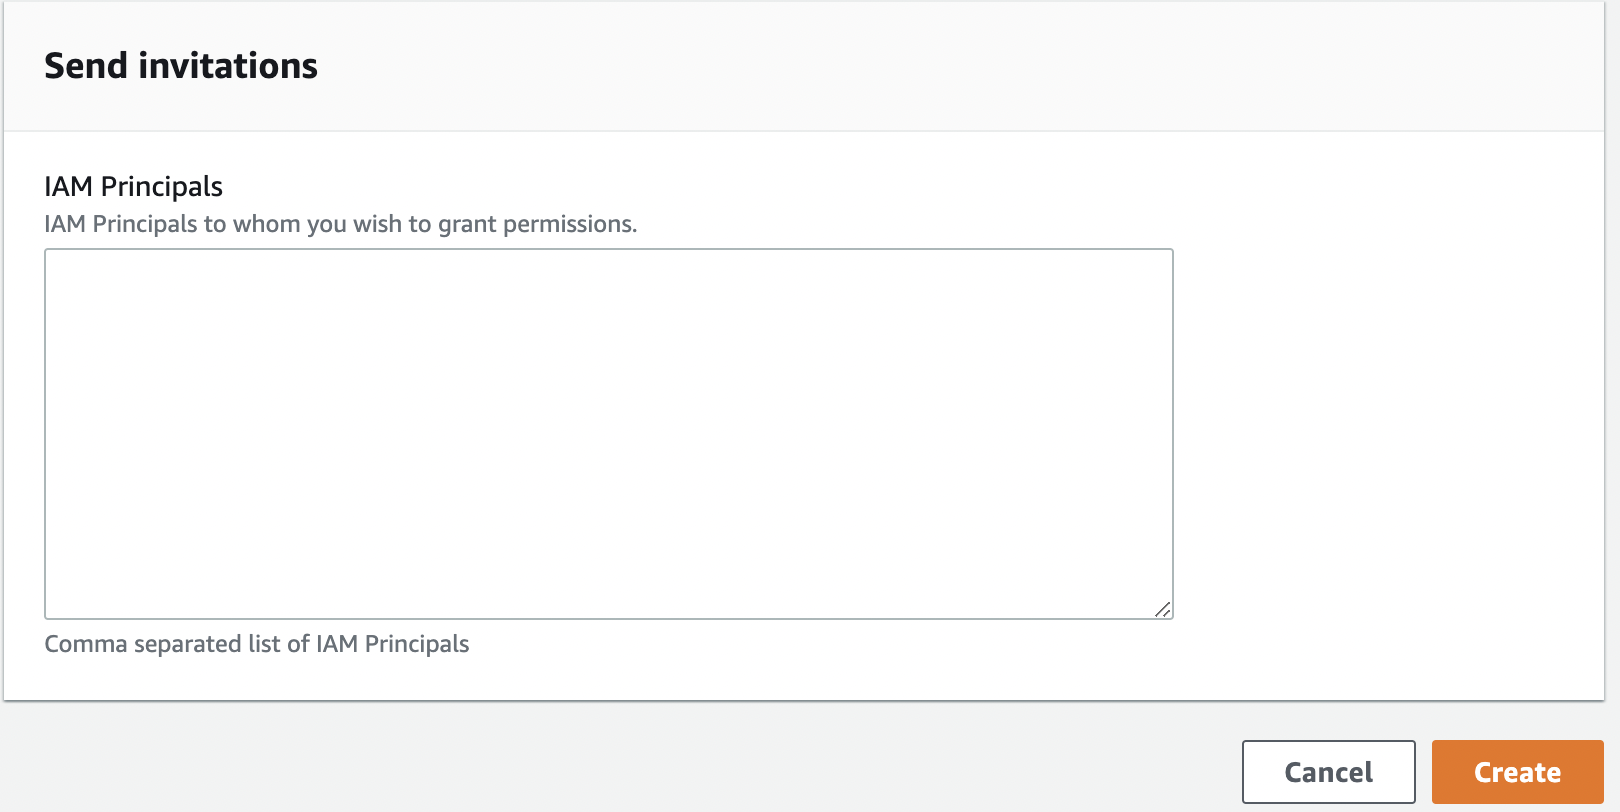 Send invitations
IAM Principals
IAM Principals to whom you wish to grant permissions.
Comma separated list of IAM Principals
Cancel
Create